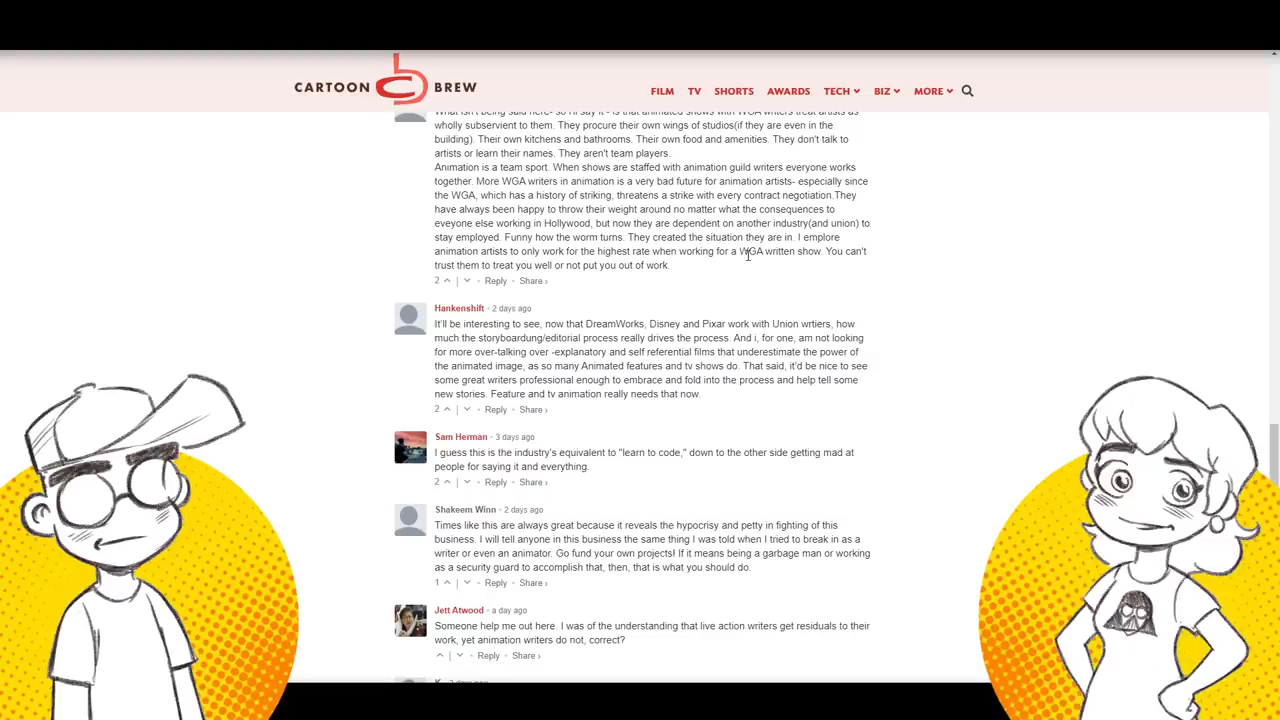 CARTOON BREW
FILM TV SHORTS AWARDS TECH BIZ MORE
What isn't being said here- so I'll say it - is that animated shows with WGA writers treat artists as
wholly subservient to them. They procure their own wings of studios(if they are even in the
building). Their own kitchens and bathrooms. Their own food and amenities. They don't talk to
artists or learn their names. They aren't team players.
Animation is a team sport. When shows are staffed with animation guild writers everyone works
together. More WGA writers in animation is a very bad future for animation artists- especially since
the WGA, which has a history of striking, threatens a strike with every contract negotiation.They
have always been happy to throw their weight around no matter what the consequences to
eveyone else working in Hollywood, but now they are dependent on another industry(and union) to
stay employed. Funny how the worm turns. They created the situation they are in. I emplore
animation artists to only work for the highest rate when working for a WGA written show. You can't
trust them to treat you well or not put you out of work
2 Reply • Share ›
Hankenshift • 2 days ago
It'll be interesting to see, now that DreamWorks, Disney and Pixar work with Union wrtiers, how
much the storyboardung/editorial process really drives the process. And i, for one, am not looking
for more over-talking over -explanatory and self referential films that underestimate the power of
the animated image, as so many Animated features and tv shows do. That said, it'd be nice to see
some great writers professional enough to embrace and fold into the process and help tell some
new stories. Feature and tv animation really needs that now.
2 Reply • Share ›
Sam Herman • 3 days ago
I guess this is the industry's equivalent to "learn to code," down to the other side getting mad at
people for saying it and everything.
2 Reply • Share ›
Shakeem Winn • 2 days ago
Times like this are always great because it reveals the hypocrisy and petty in fighting of this
business. I will tell anyone in this business the same thing I was told when I tried to break in as a
writer or even an animator. Go fund your own projects! If it means being a garbage man or working
as a security guard to accomplish that, then, that is what you should do.
1 Reply • Share ›
Jett Atwood • a day ago
Someone help me out here. I was of the understanding that live action writers get residuals to their
work, yet animation writers do not, correct?
Reply • Share ›